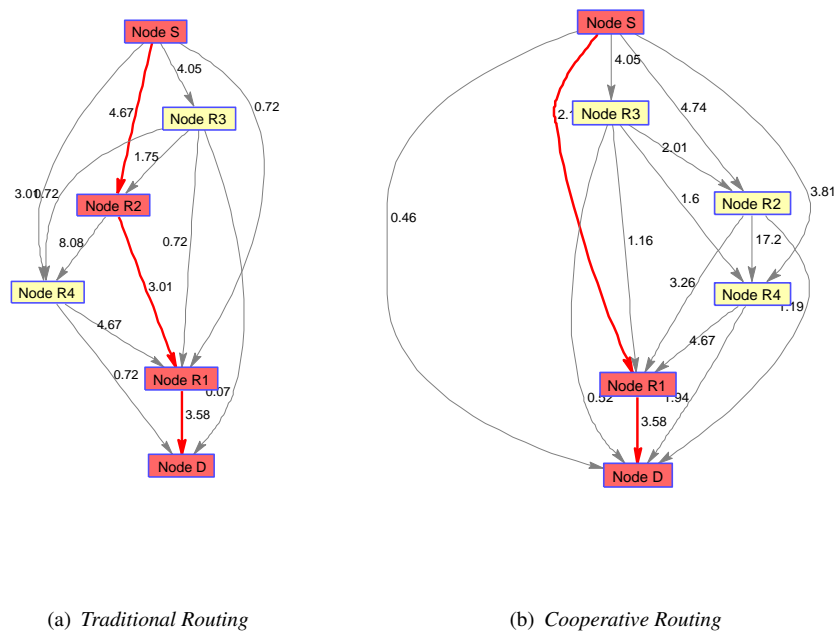 Node S
4.05
4.67
0.72
Node R3
1.75
3.01
0.72
Node R2
0.72
8.08
3.01
Node R4
4.67
0.72
Node R1
0.07
3.58
Node D
(a) Traditional Routing
Node S
4.05
4.74
Node R3
2.01
3.81
1.6
Node R2
0.46
1.16
17.2
3.26
Node R4
1.19
4.67
Node R1
0.52
1.94
3.58
Node D
(b) Cooperative Routing